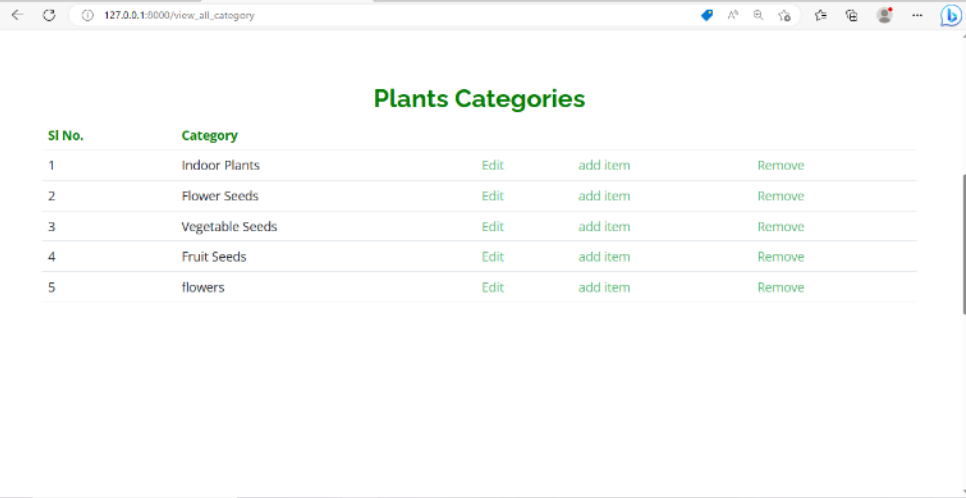 127.0.0.1:8000/view_all_category
Plants Categories
Sl No. Category
1 Indoor Plants Edit add item Remove
2 Flower Seeds Edit add item Remove
3 Vegetable Seeds Edit add item Remove
4 Fruit Seeds Edit add item Remove
5 flowers Edit add item Remove